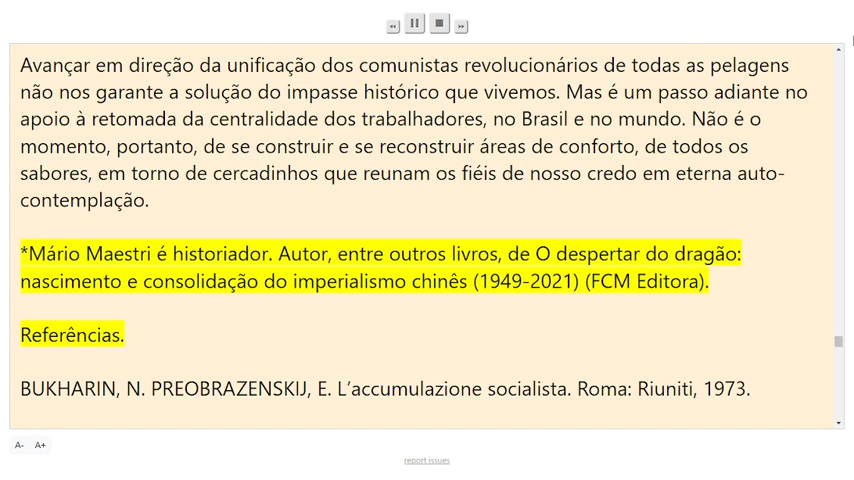 Avançar em direção da unificação dos comunistas revolucionários de todas as pelagens
não nos garante a solução do impasse histórico que vivemos. Mas é um passo adiante no
apoio à retomada da centralidade dos trabalhadores, no Brasil e no mundo. Não é o
momento, portanto, de se construir e se reconstruir áreas de conforto, de todos os
sabores, em torno de cercadinhos que reunam os fiéis de nosso credo em eterna auto-
contemplação.
*Mário Maestri é historiador. Autor, entre outros livros, de O despertar do dragão:
nascimento e consolidação do imperialismo chinês (1949-2021) (FCM Editora).
Referências.
BUKHARIN, N. PREOBRAZENSKIJ, E. L’accumulazione socialista. Roma: Riuniti, 1973.
A- A+
report issues